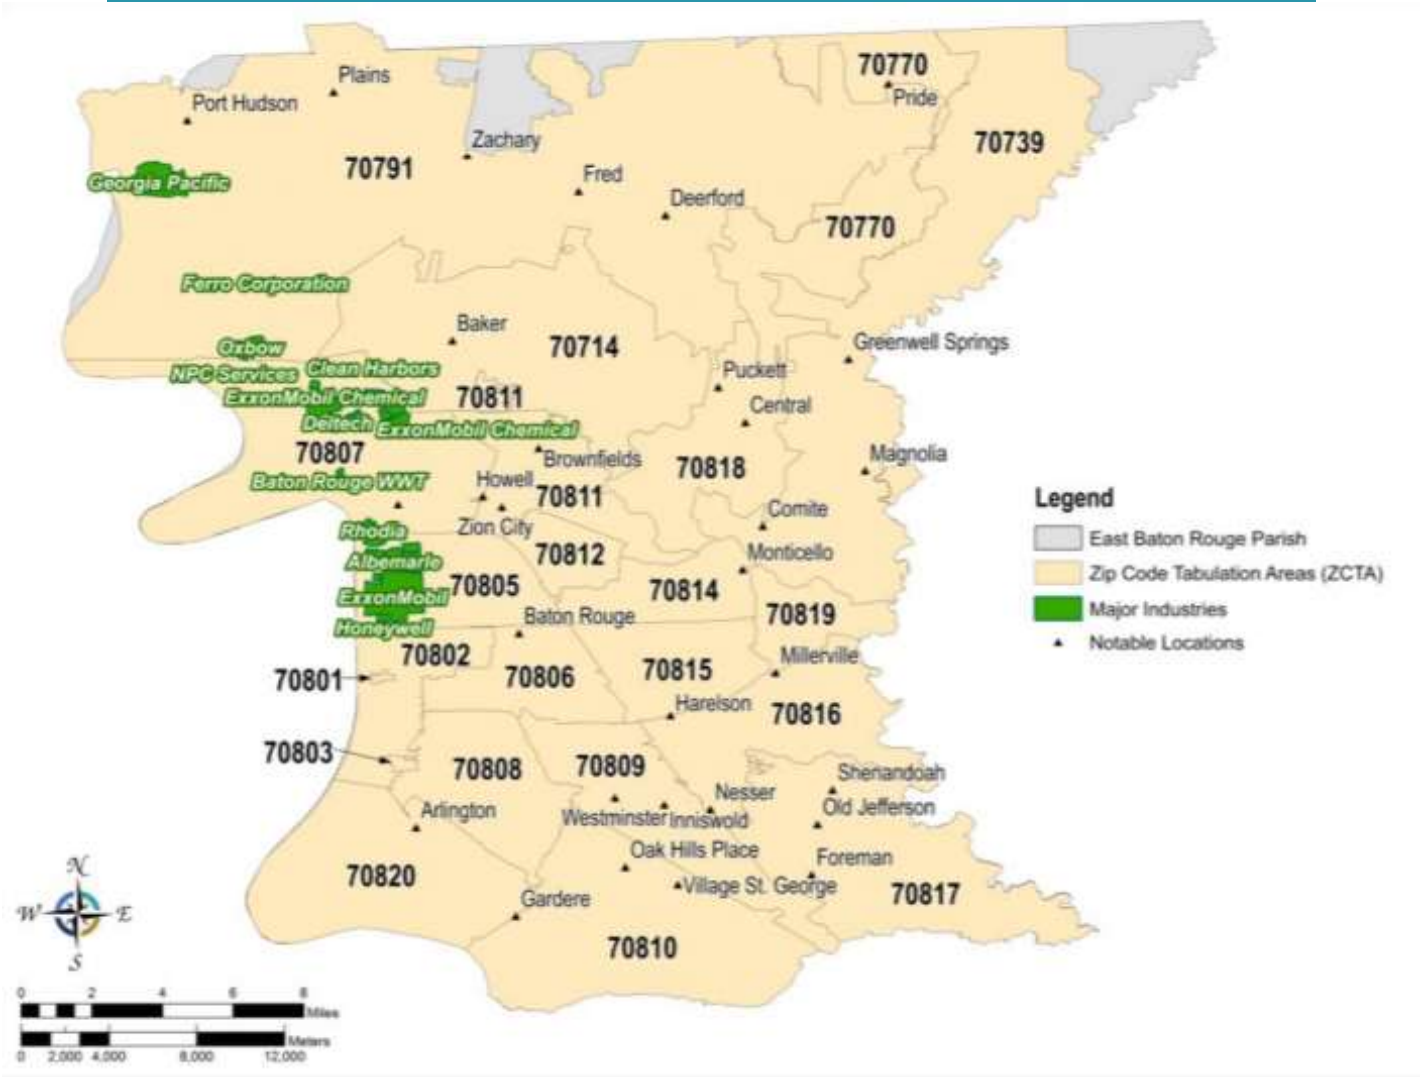 70770
Plains
Pride
Port Hudson
Zachary
70739
70791
Fred
Georgia Pacific
Deerford
70770
Ferro Corporation
Baker
Greenwell Springs
Oxbow
70714
Clean Harbors
Puckett
NPC Services
ExxonMobil Chemical
70811
Central
Deltech
ExxonMobil Chemical
70807
Brownfields
Magnolia
70818
Baton Rouge WWT
Howell
70811
Legend
Comite
Zion City
Rhodia
East Baton Rouge Parish
70812
Monticello
Albemarle
Zip Code Tabulation Areas (ZCTA)
70805
70814
ExxonMobil
Major Industries
Baton Rouge
70819
Honeywell
Notable Locations
70802
Millerville
70801
70806
70815
Harelson
70816
70803
70808
70809
Shenandoah
Nesser
Arlington
Old Jefferson
Westminster
Inniswold
Oak Hills Place
Foreman
N
70820
Village St. George
70817
Gardere
W
E
70810
S
0 2 4 6 8
Miles
Meters
0 2,000 4,000 8,000 12,000